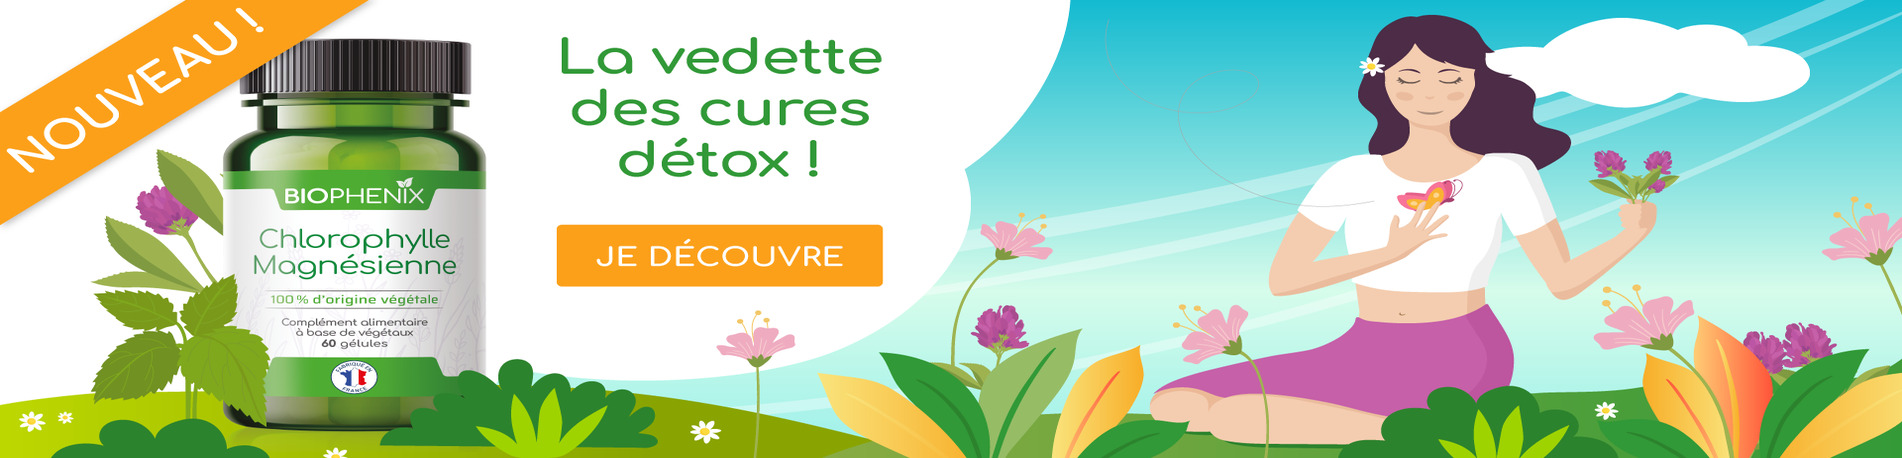 NOUVEAU !
BIOPHENIX
Chlorophylle
Magnésienne
100 % d'origine végétale
Complément alimentaire
à base de végétaux
60 gélules
FABRIQUÉ EN
FRANCE
La vedette
des cures
détox !
JE DÉCOUVRE